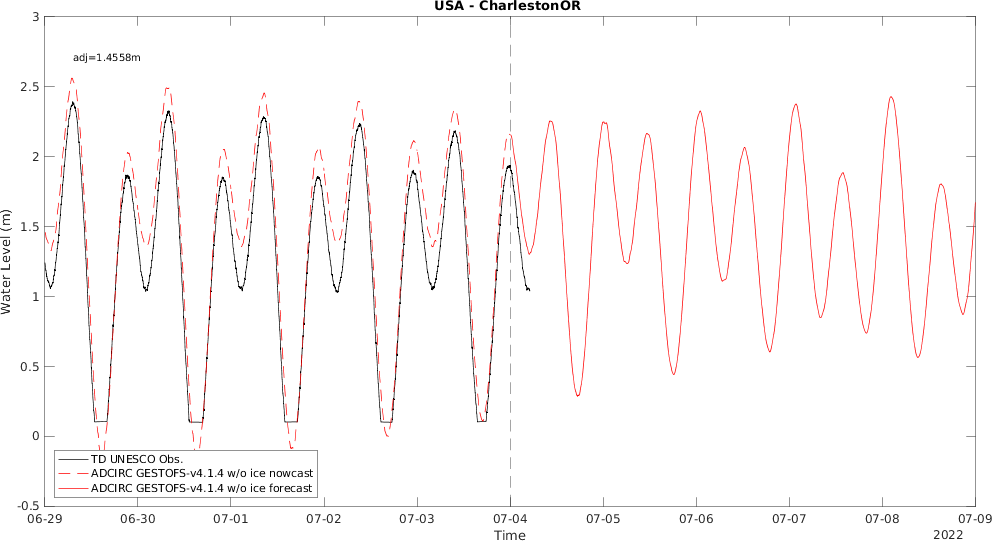 USA - CharlestonOR
adj=1.4558m
3
2.5
2
1.5
1
0.5
0
-0.5
Water Level (m)
TD UNESCO Obs.
ADCIRC GESTOFS-v4.1.4 w/o ice nowcast
ADCIRC GESTOFS-v4.1.4 w/o ice forecast
06-29 06-30 07-01 07-02 07-03 07-04 07-05 07-06 07-07 07-08 07-09
Time
2022